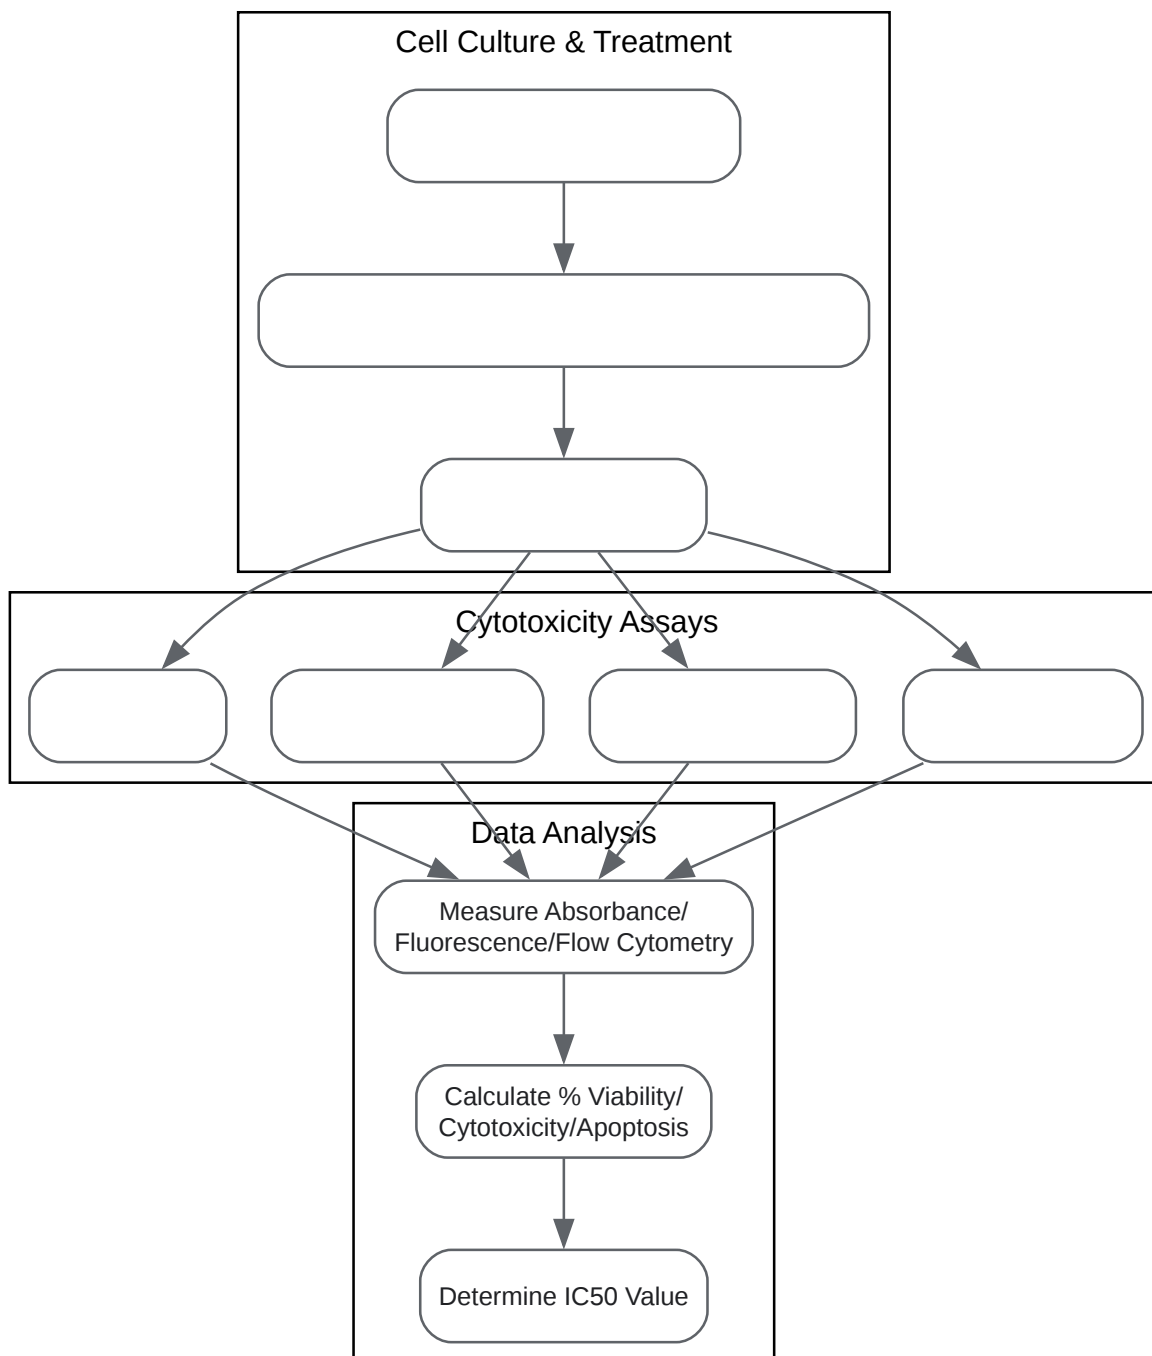 Cell Culture & Treatment
Cytotoxicity Assays
Data Analysis
Measure Absorbance/
Fluorescence/Flow Cytometry
Calculate % Viability/
Cytotoxicity/Apoptosis
Determine IC50 Value